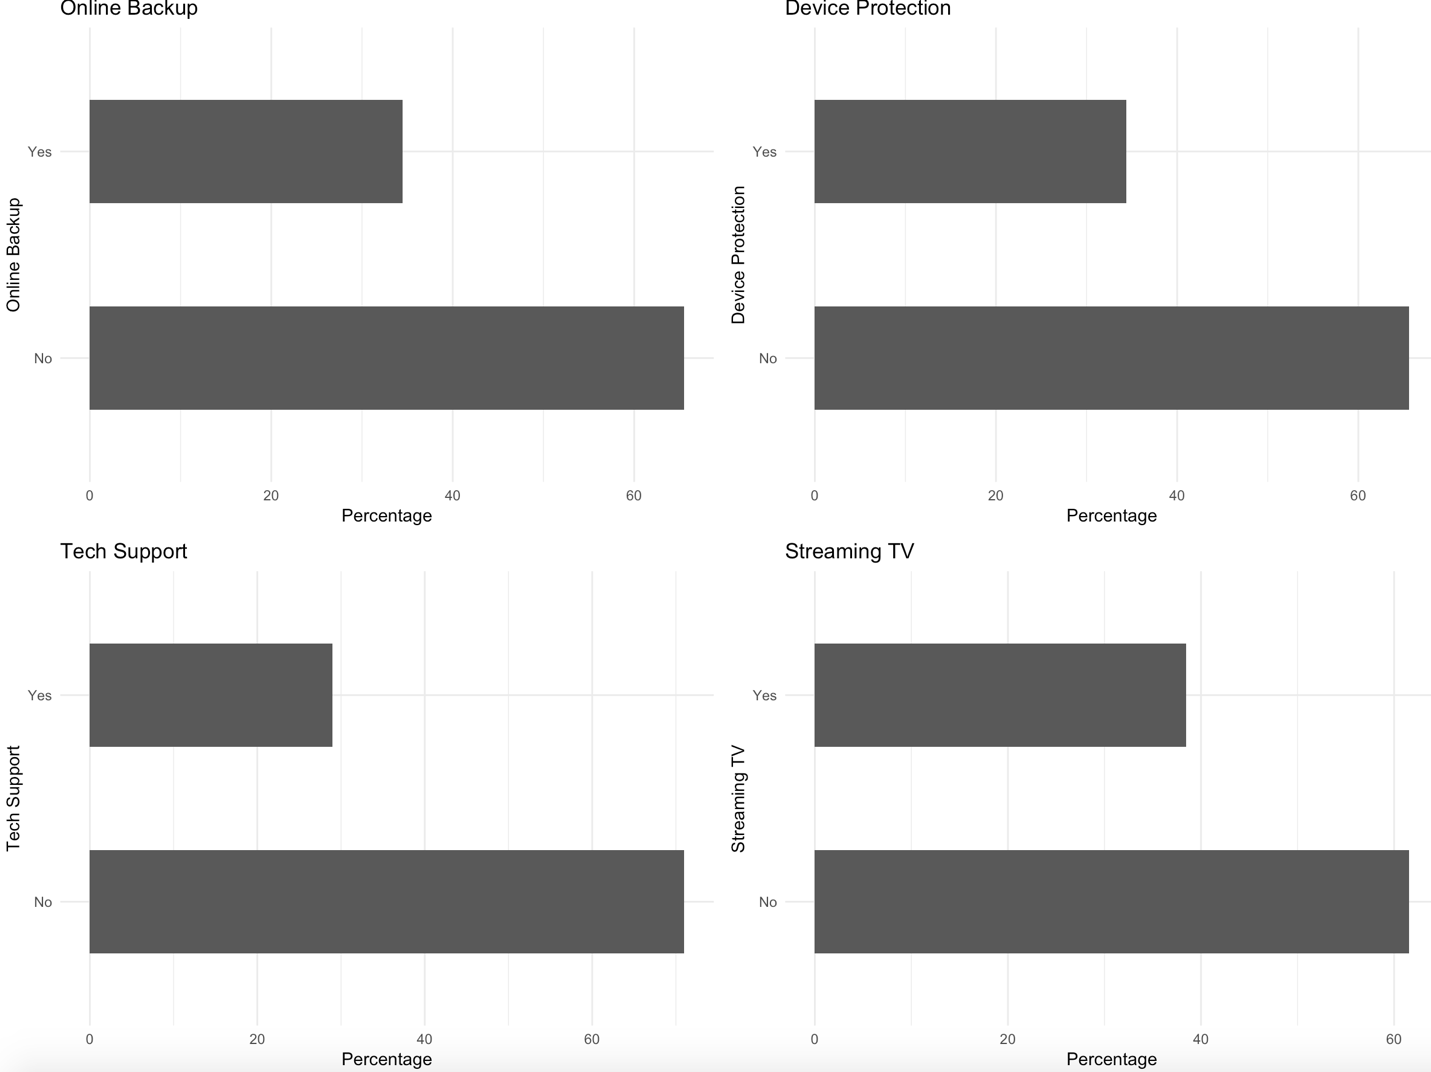 Online Backup
Yes
No
Online Backup
0 20 40 60
Percentage
Device Protection
Yes
No
Device Protection
0 20 40 60
Percentage
Tech Support
Yes
No
Tech Support
0 20 40 60
Percentage
Streaming TV
Yes
No
Streaming TV
0 20 40 60
Percentage